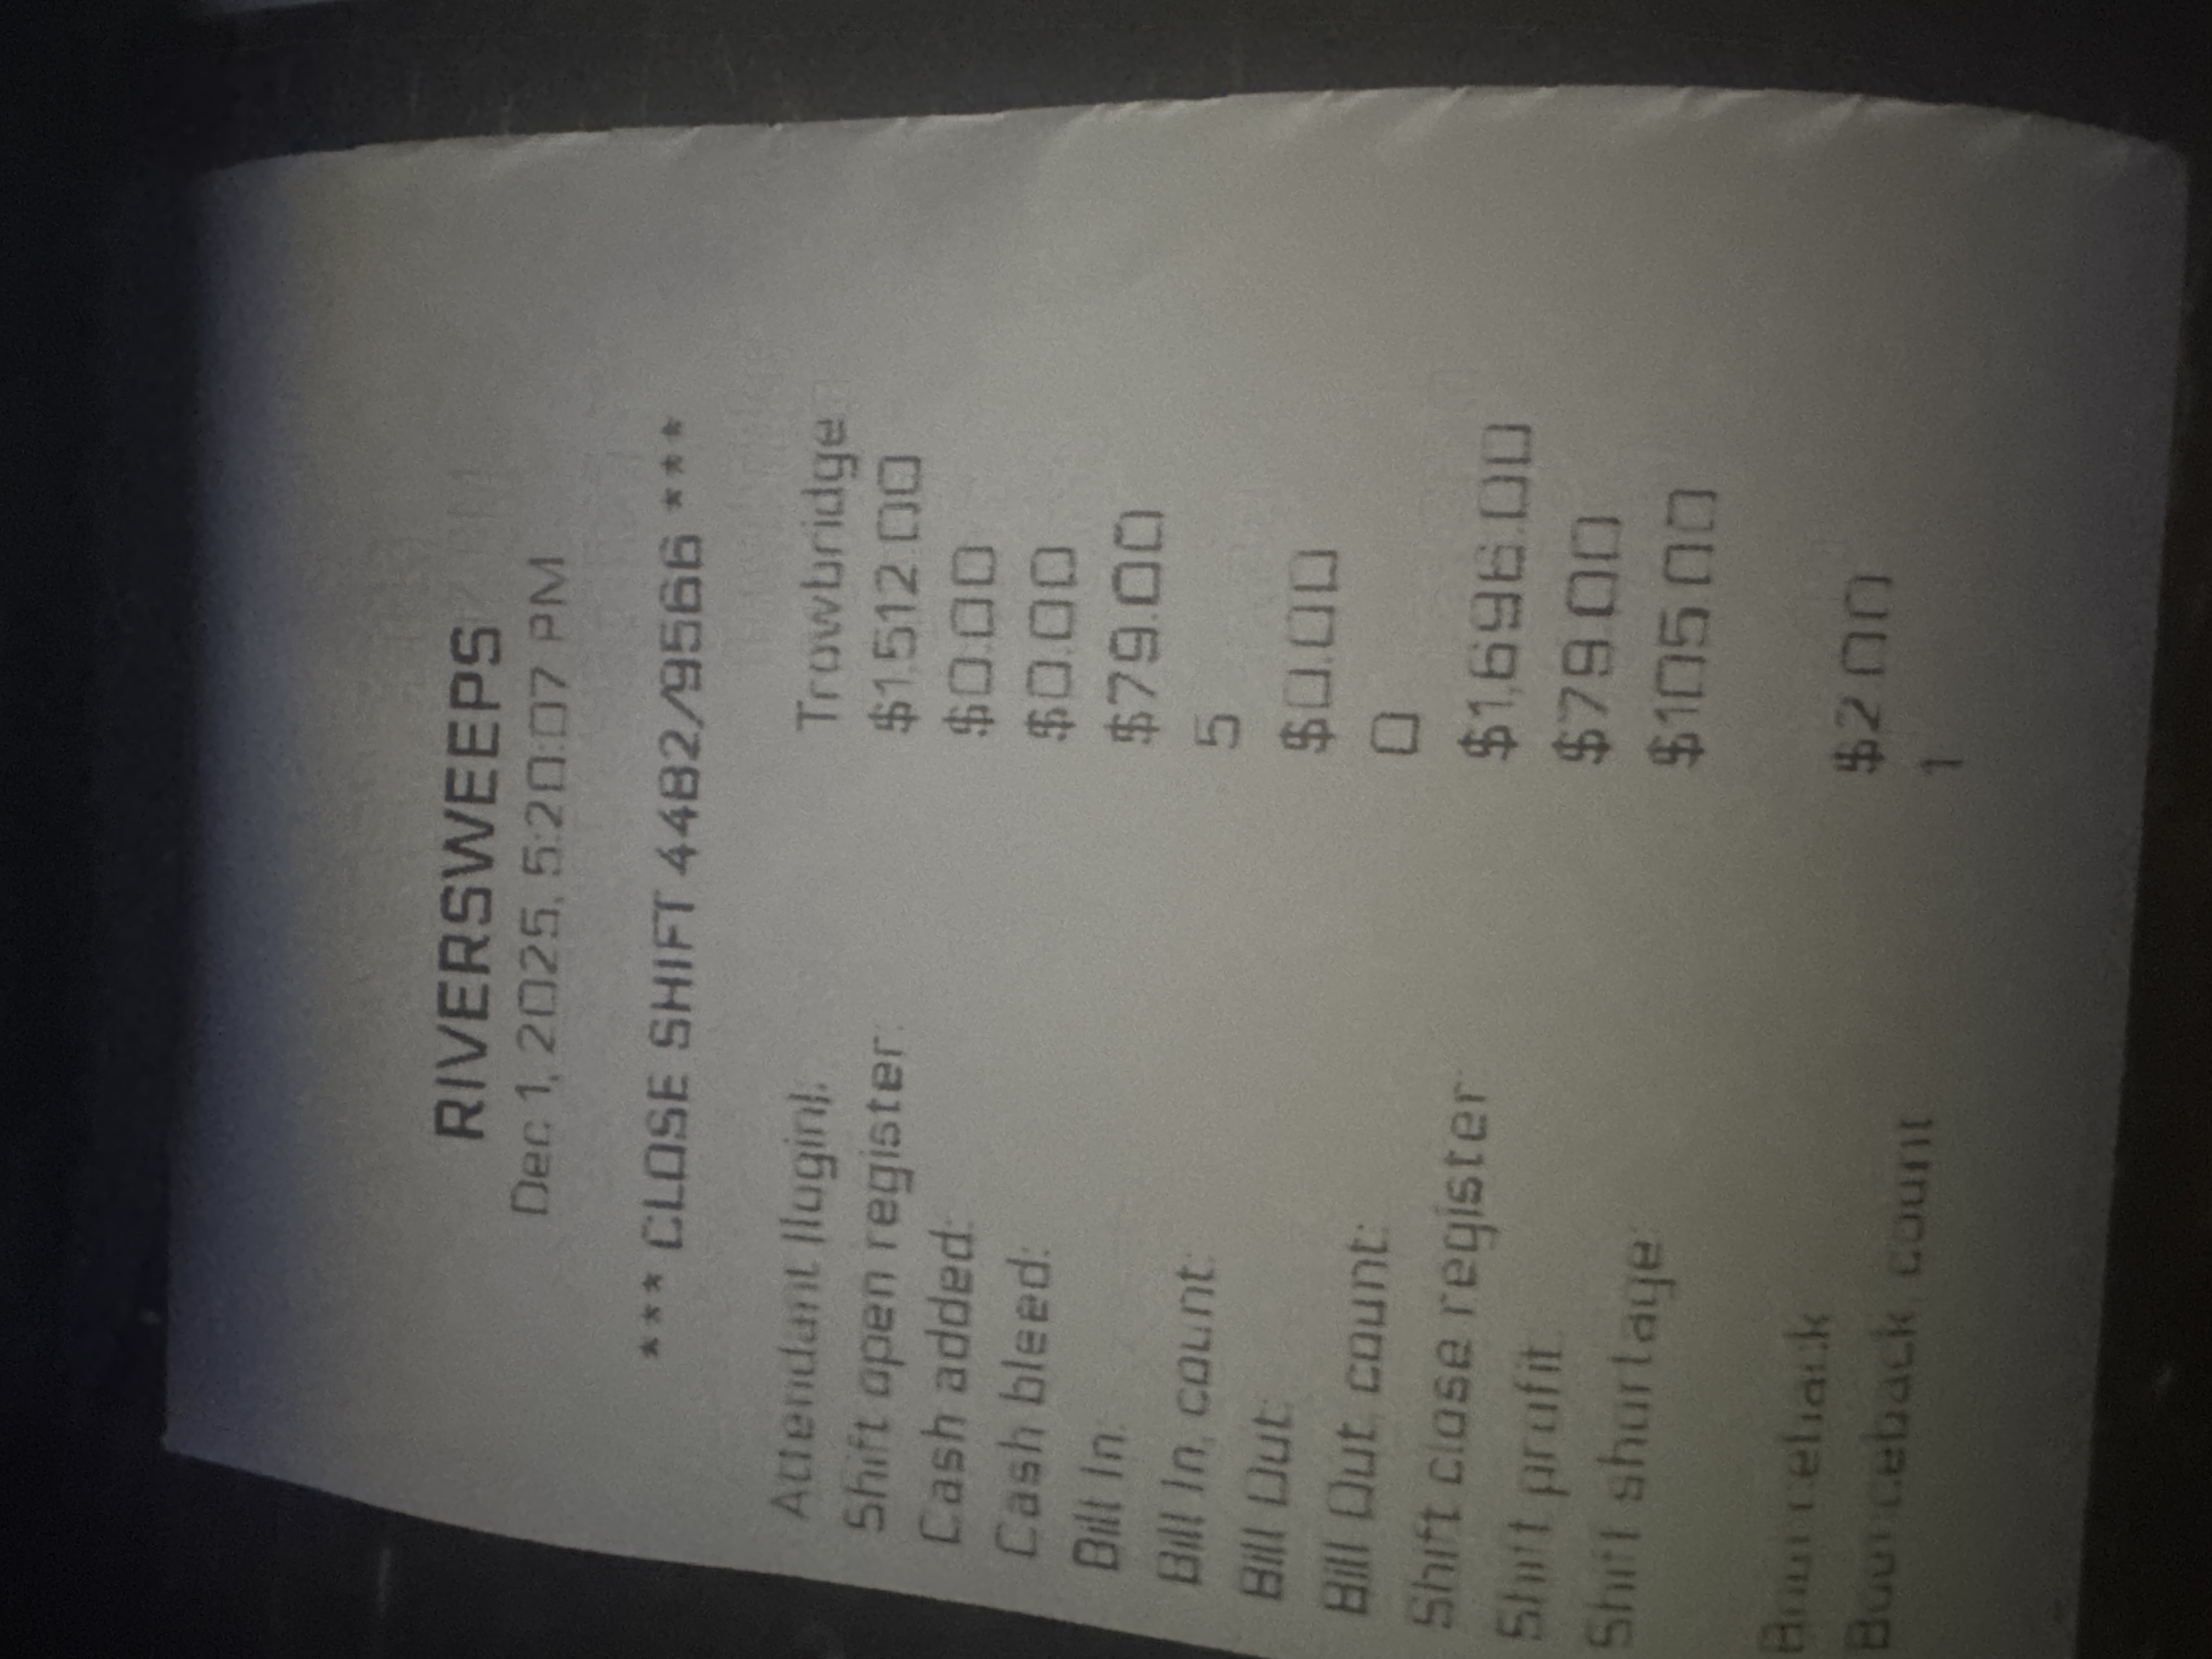 RIVERSWEEPS
Dec 1, 2025, 5:20:07 PM
*** CLOSE SHIFT 4482/9566 ***
Attendant (login): Trowbridge
Shift open register: $1,512.00
Cash added: $0.00
Cash bleed: $0.00
Bill In: $79.00
Bill In, count: 5
Bill Out: $0.00
Bill Out, count: 0
Shift close register: $1,696.00
Shift profit: $79.00
Shift shortage: $105.00
Bounceback $2.00
Bounceback, count 1